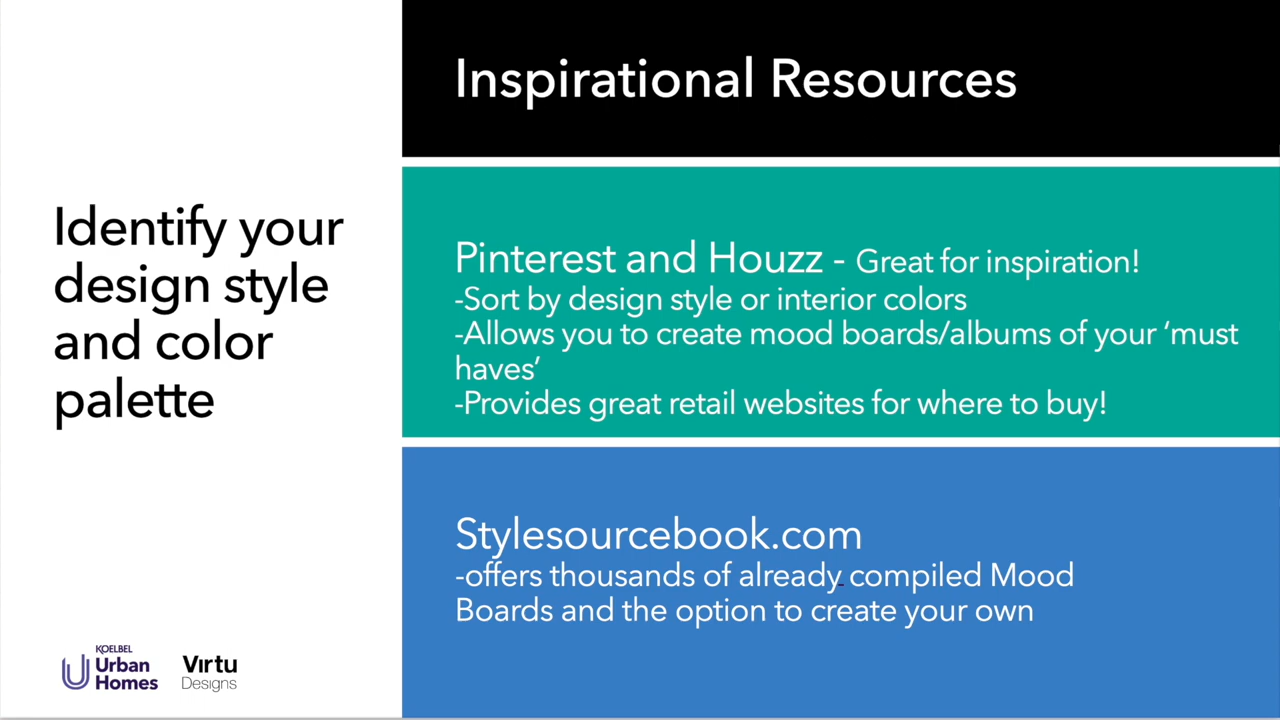 Identify your
design style
and color
palette
Inspirational Resources
Pinterest and Houzz - Great for inspiration!
-Sort by design style or interior colors
-Allows you to create mood boards/albums of your ‘must
haves’
-Provides great retail websites for where to buy!
Stylesourcebook.com
-offers thousands of already compiled Mood
Boards and the option to create your own
KOELBEL
Urban
Homes
Virtu
Designs